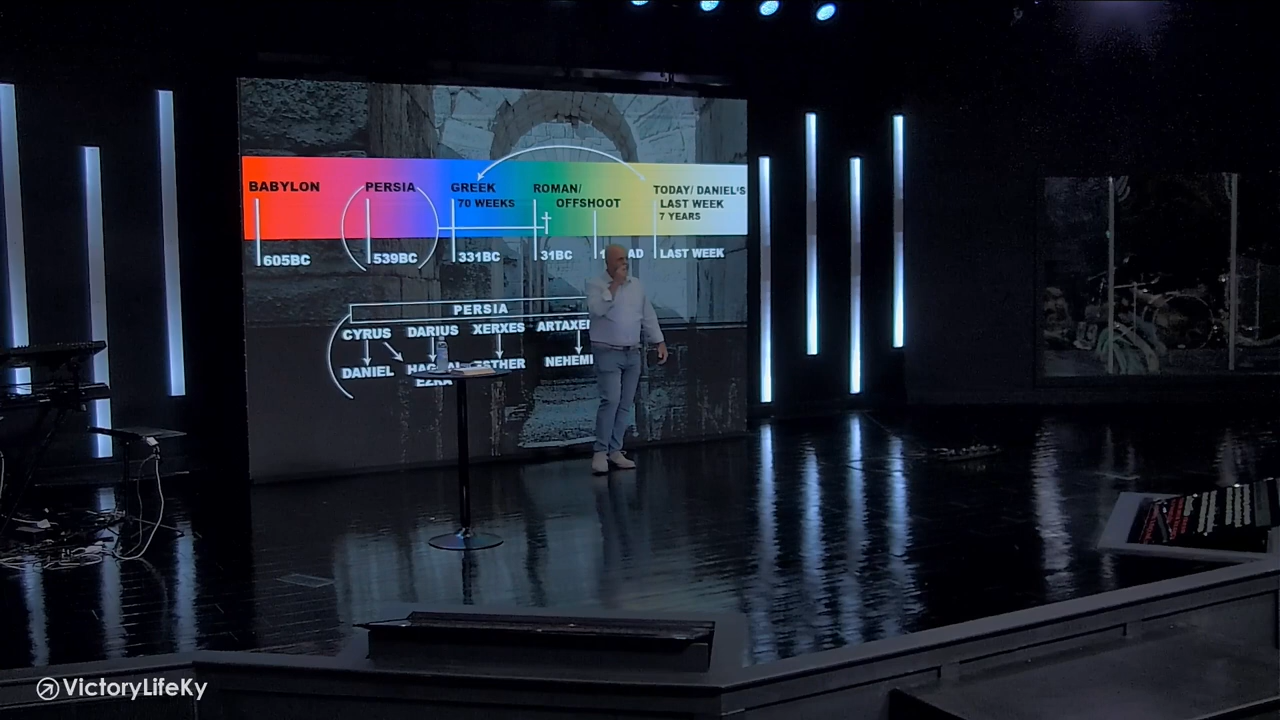 BABYLON
PERSIA
GREEK
70 WEEKS
ROMAN/
OFFSHOOT
TODAY/ DANIEL'S
LAST WEEK
7 YEARS
605BC
539BC
331BC
31BC
AD
LAST WEEK
PERSIA
CYRUS DARIUS XERXES
DANIEL ESTHER
EZRA
VictoryLifeKy